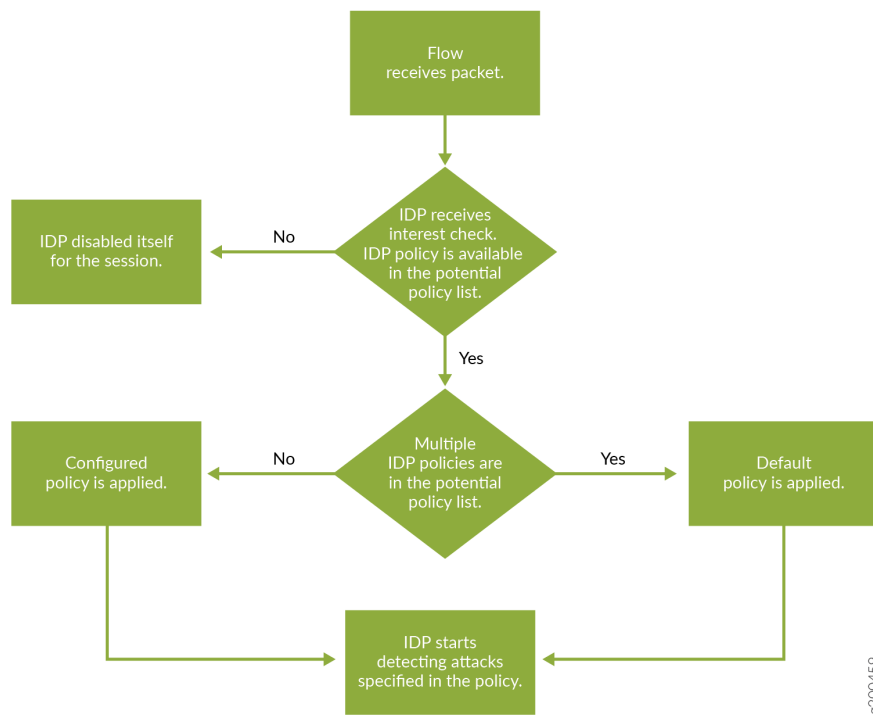 Flow
receives packet.
IDP receives
interest check.
IDP policy is available
in the potential
policy list.
No
IDP disabled itself
for the session.
Yes
Multiple
IDP policies are
in the potential
policy list.
No
Configured
policy is applied.
Yes
Default
policy is applied.
IDP starts
detecting attacks
specified in the policy.